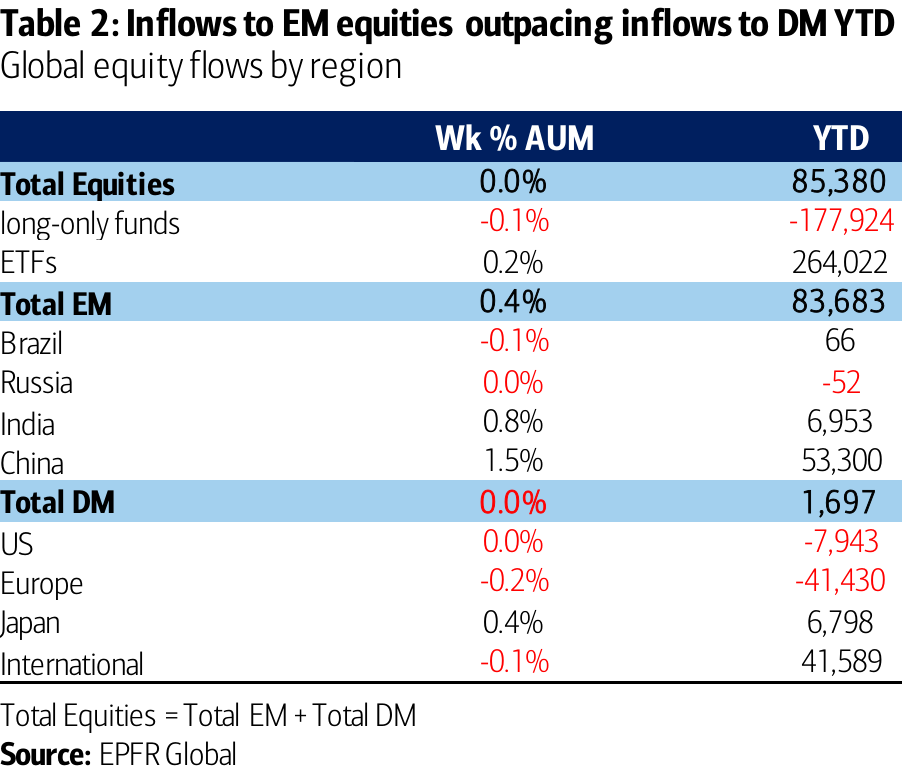 Table 2: Inflows to EM equities outpacing inflows to DM YTD
Global equity flows by region
Wk % AUM YTD
Total Equities 0.0% 85,380
long-only funds -0.1% -177,924
ETFs 0.2% 264,022
Total EM 0.4% 83,683
Brazil -0.1% 66
Russia 0.0% -52
India 0.8% 6,953
China 1.5% 53,300
Total DM 0.0% 1,697
US 0.0% -7,943
Europe -0.2% -41,430
Japan 0.4% 6,798
International -0.1% 41,589
Total Equities = Total EM + Total DM
Source: EPFR Global